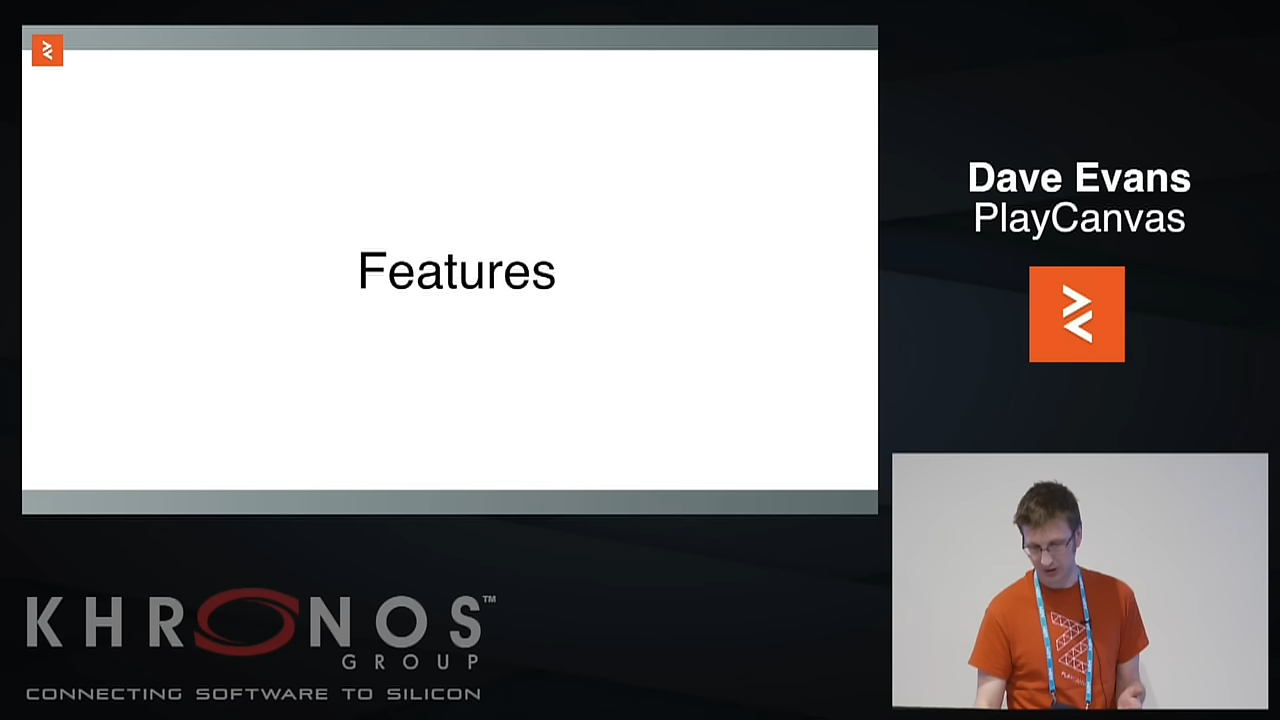 Features
Dave Evans
PlayCanvas
KHRONOS™
GROUP
CONNECTING SOFTWARE TO SILICON